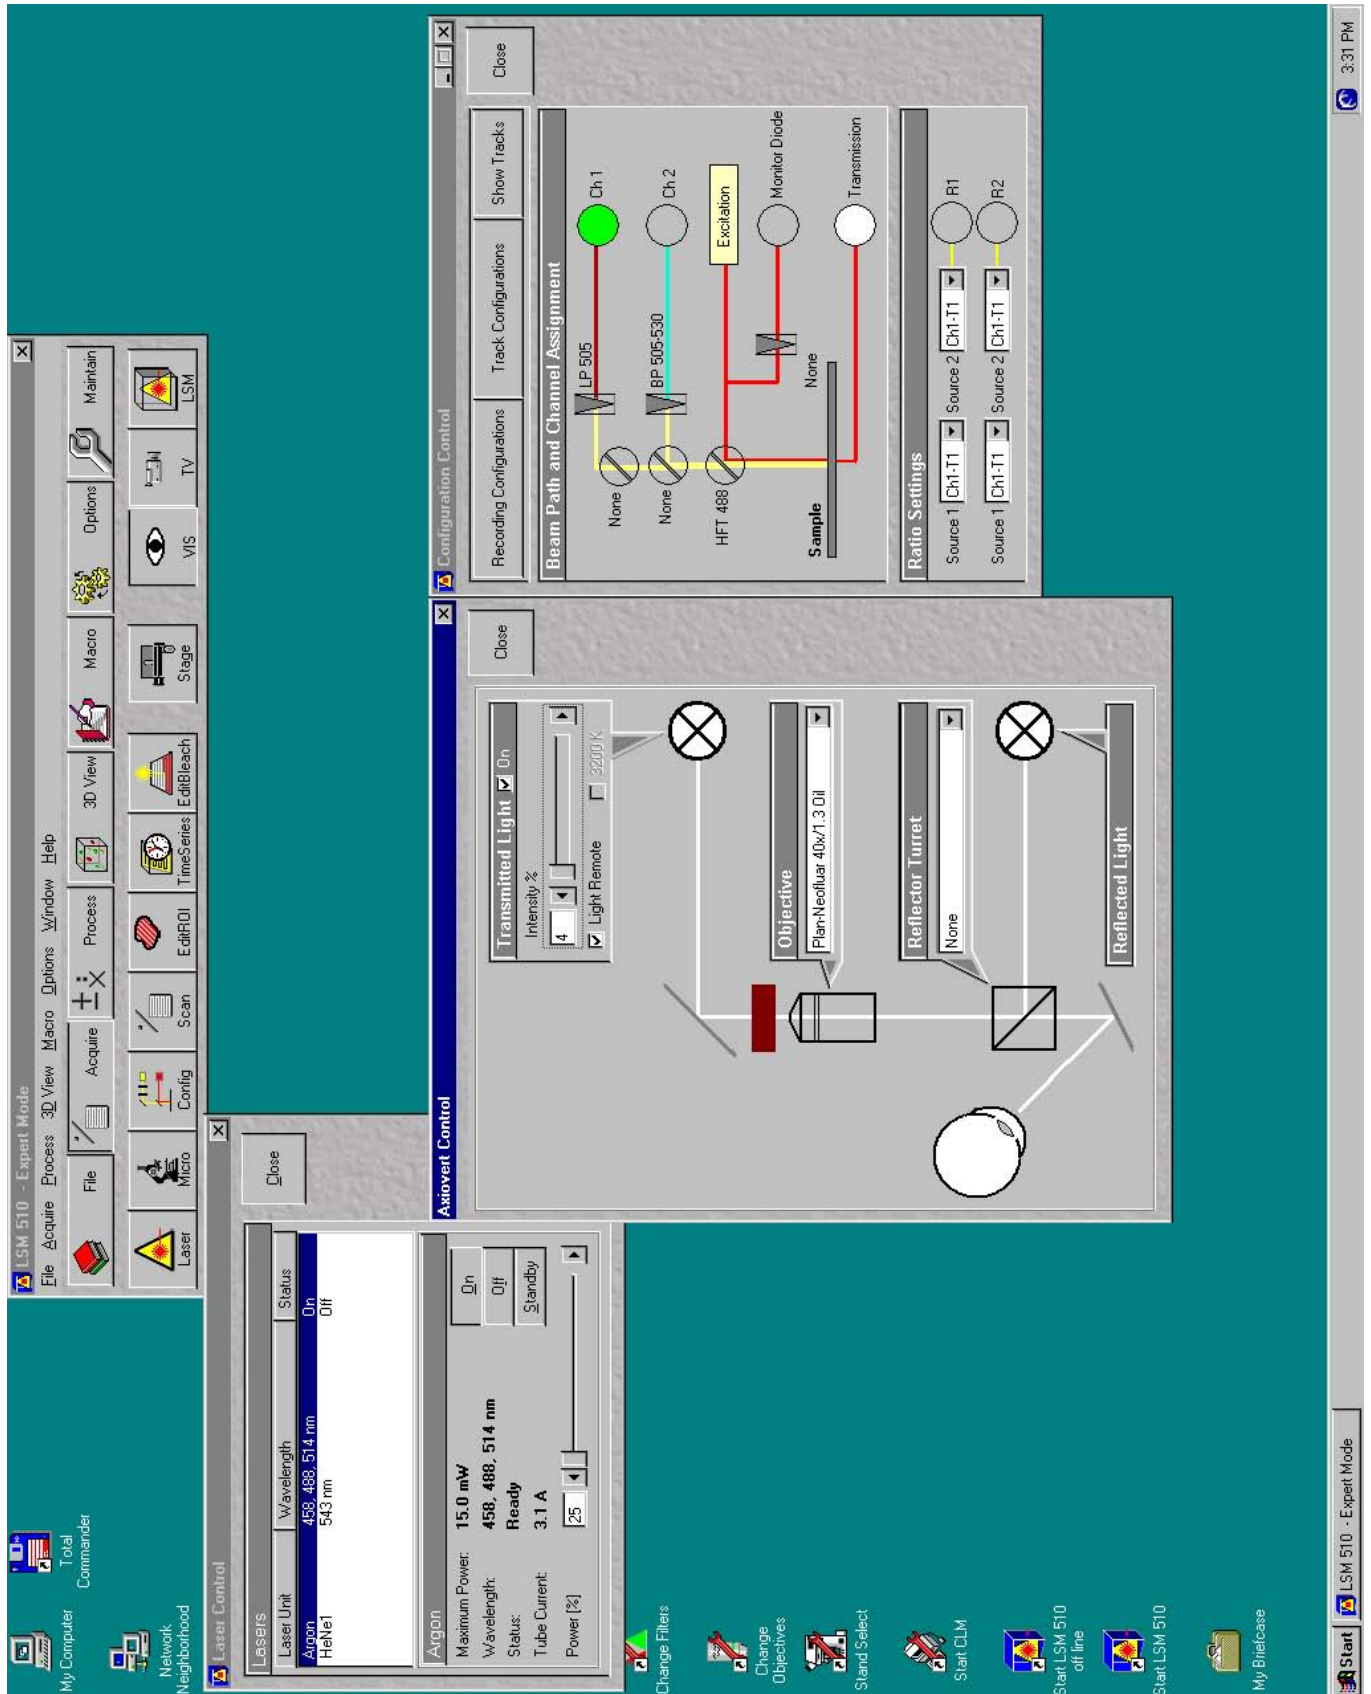 My Computer
Total
Commander
Network
Neighborhood
LSM 510 - Expert Mode
File Acquire Process 3D View Macro Options Window Help
File Acquire Process 3D View Macro Options Maintain
Laser Micro Config Scan EditROI TimeSeries EditBleach Stage VIS TV LSM
Laser Control
Lasers
Laser Unit Wavelength Status
Argon 458, 488, 514 nm On
HeNe1 543 nm Off
Close
Argon
Maximum Power: 15.0 mW
Wavelength: 458, 488, 514 nm
Status: Ready
Tube Current: 3.1 A
Power [%] 25
On
Off
Standby
Axiovert Control
Close
Transmitted Light On
Intensity %
4
Light Remote 3200 K
Objective
Plan-Neofluar 40x/1.3 Oil
Reflector Turret
None
Reflected Light
Configuration Control
Recording Configurations Track Configurations Show Tracks Close
Beam Path and Channel Assignment
None LP 505 Ch 1
None BP 505-530 Ch 2
HFT 488 Excitation
Monitor Diode
Sample None
Transmission
Ratio Settings
Source 1 Ch1-T1 Source 2 Ch1-T1 R1
Source 1 Ch1-T1 Source 2 Ch1-T1 R2
Change Filters
Change
Objectives
Stand Select
Start CLM
Start LSM 510
off line
Start LSM 510
My Briefcase
Start LSM 510 - Expert Mode 3:31 PM